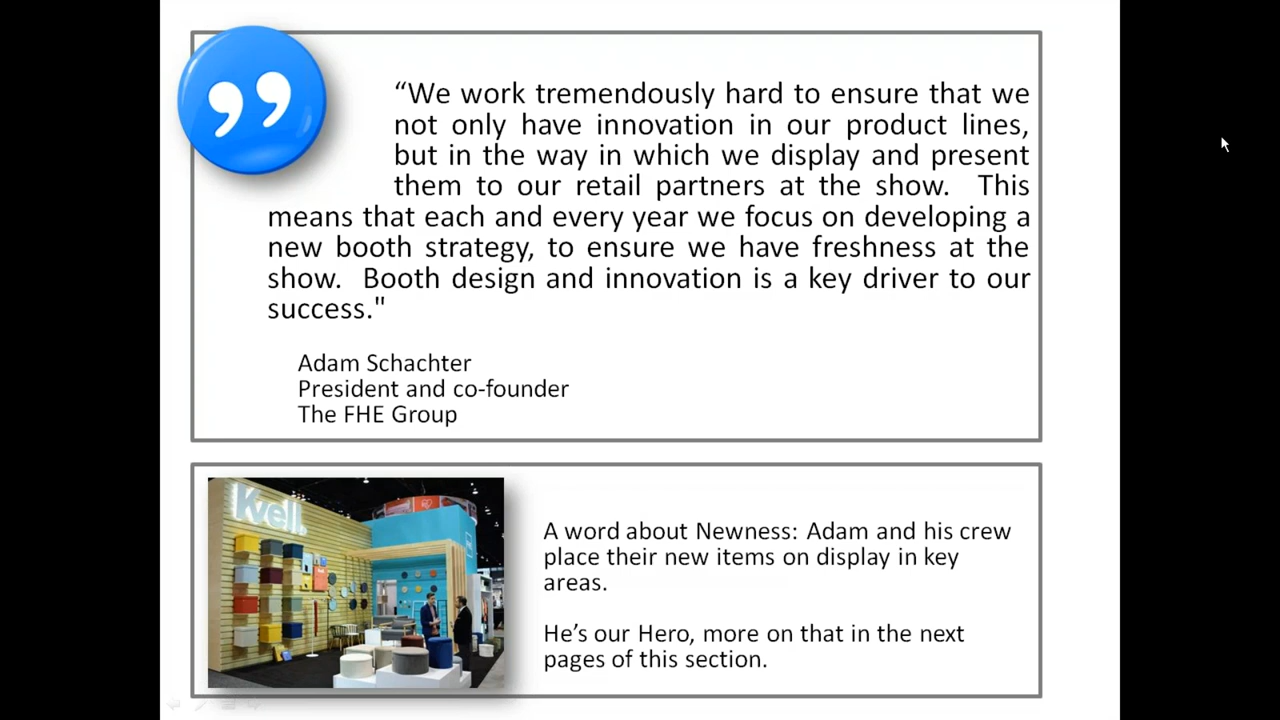 “We work tremendously hard to ensure that we
not only have innovation in our product lines,
but in the way in which we display and present
them to our retail partners at the show.  This
means that each and every year we focus on developing a
new booth strategy, to ensure we have freshness at the
show.  Booth design and innovation is a key driver to our
success."
Adam Schachter
President and co-founder
The FHE Group
Kvell
A word about Newness: Adam and his crew
place their new items on display in key
areas.
He’s our Hero, more on that in the next
pages of this section.